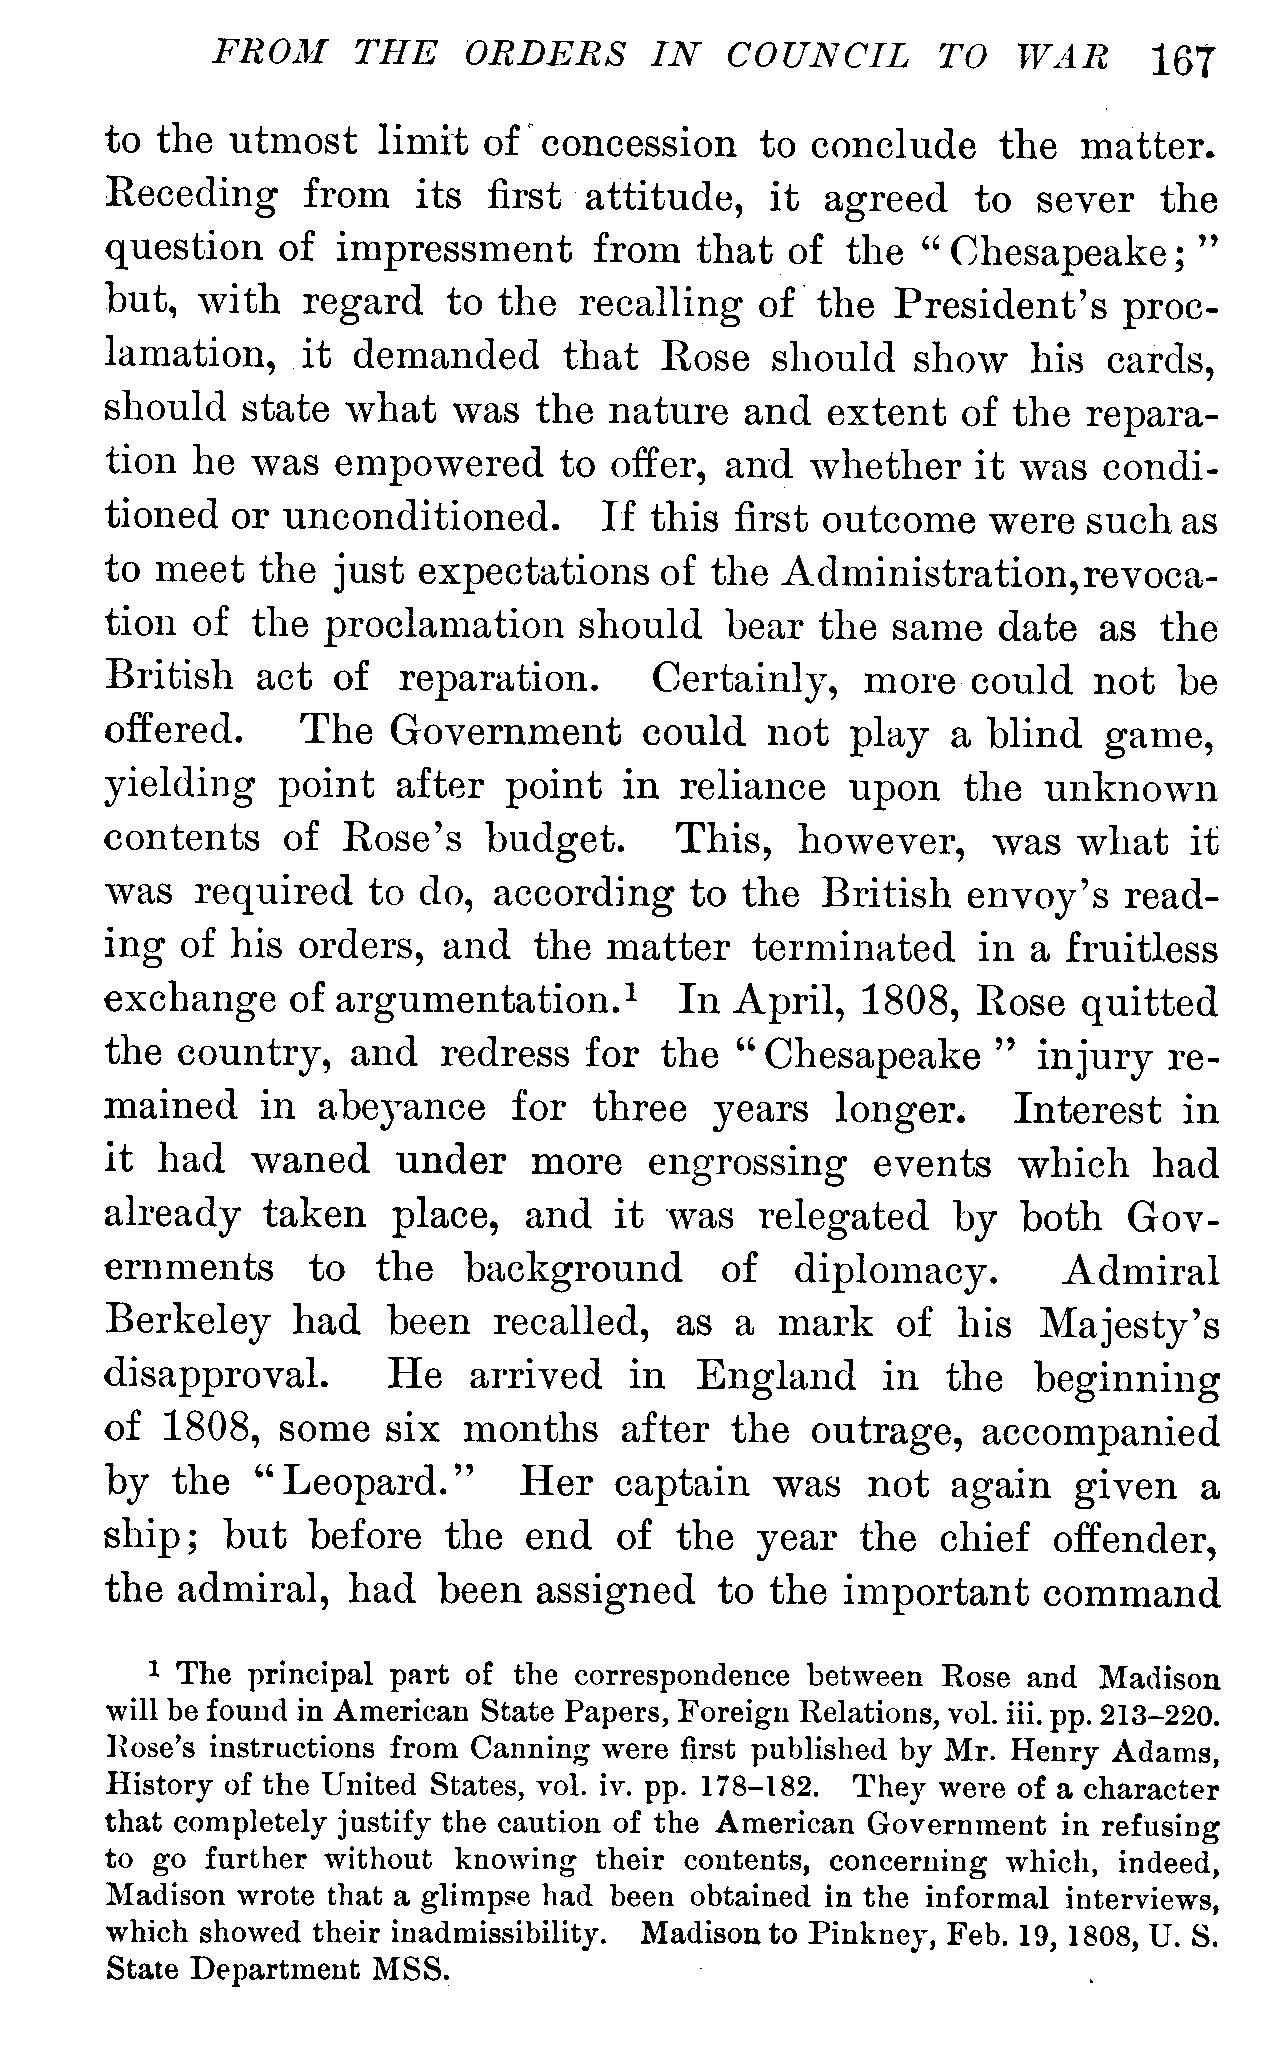 FROM THE ORDERS IN COUNCIL TO WAR 167
to the utmost limit of concession to conclude the matter.
Receding from its first attitude, it agreed to sever the
question of impressment from that of the “Chesapeake;”
but, with regard to the recalling of the President’s proc-
lamation, it demanded that Rose should show his cards,
should state what was the nature and extent of the repara-
tion he was empowered to offer, and whether it was condi-
tioned or unconditioned. If this first outcome were such as
to meet the just expectations of the Administration, revoca-
tion of the proclamation should bear the same date as the
British act of reparation. Certainly, more could not be
offered. The Government could not play a blind game,
yielding point after point in reliance upon the unknown
contents of Rose’s budget. This, however, was what it
was required to do, according to the British envoy’s read-
ing of his orders, and the matter terminated in a fruitless
exchange of argumentation.¹ In April, 1808, Rose quitted
the country, and redress for the “Chesapeake” injury re-
mained in abeyance for three years longer. Interest in
it had waned under more engrossing events which had
already taken place, and it was relegated by both Gov-
ernments to the background of diplomacy. Admiral
Berkeley had been recalled, as a mark of his Majesty’s
disapproval. He arrived in England in the beginning
of 1808, some six months after the outrage, accompanied
by the “Leopard.” Her captain was not again given a
ship; but before the end of the year the chief offender,
the admiral, had been assigned to the important command
¹ The principal part of the correspondence between Rose and Madison
will be found in American State Papers, Foreign Relations, vol. iii. pp. 213–220.
Rose’s instructions from Canning were first published by Mr. Henry Adams,
History of the United States, vol. iv. pp. 178–182. They were of a character
that completely justify the caution of the American Government in refusing
to go further without knowing their contents, concerning which, indeed,
Madison wrote that a glimpse had been obtained in the informal interviews,
which showed their inadmissibility. Madison to Pinkney, Feb. 19, 1808, U. S.
State Department MSS.